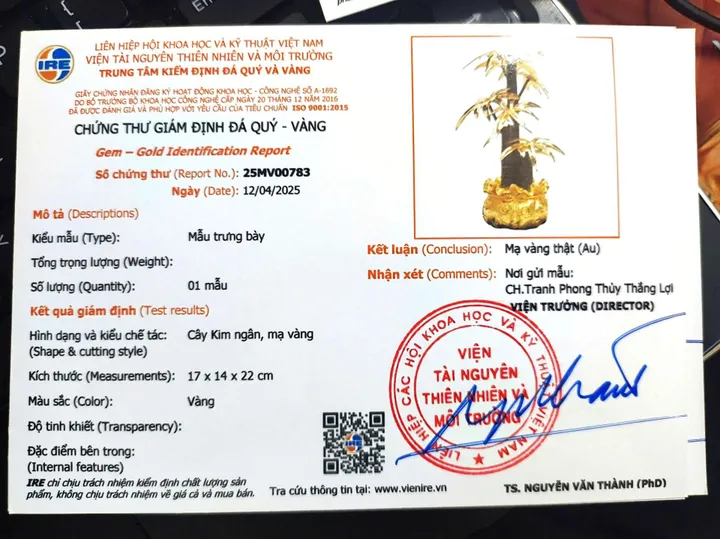 LIÊN HIỆP HỘI KHOA HỌC VÀ KỸ THUẬT VIỆT NAM
VIỆN TÀI NGUYÊN THIÊN NHIÊN VÀ MÔI TRƯỜNG
TRUNG TÂM KIỂM ĐỊNH ĐÁ QUÝ VÀ VÀNG
IRE
GIẤY CHỨNG NHẬN ĐĂNG KÝ HOẠT ĐỘNG KHOA HỌC - CÔNG NGHỆ SỐ A-1692
DO BỘ TRƯỞNG BỘ KHOA HỌC CÔNG NGHỆ CẤP NGÀY 20 THÁNG 12 NĂM 2016
ĐÃ ĐƯỢC ĐÁNH GIÁ VÀ PHÙ HỢP VỚI YÊU CẦU CỦA TIÊU CHUẨN ISO 9001:2015
CHỨNG THƯ GIÁM ĐỊNH ĐÁ QUÝ - VÀNG
Gem – Gold Identification Report
Số chứng thư (Report No.): 25MV00783
Ngày (Date): 12/04/2025
Mô tả (Descriptions)
Kiểu mẫu (Type): Mẫu trưng bày
Tổng trọng lượng (Weight):
Số lượng (Quantity): 01 mẫu
Kết quả giám định (Test results)
Hình dạng và kiểu chế tác: Cây Kim ngân, mạ vàng
(Shape & cutting style)
Kích thước (Measurements): 17 x 14 x 22 cm
Màu sắc (Color): Vàng
Độ tinh khiết (Transparency):
Đặc điểm bên trong:
(Internal features)
IRE chỉ chịu trách nhiệm kiểm định chất lượng sản
phẩm, không chịu trách nhiệm về giá cả và mua bán.
IRE
Tra cứu thông tin tại: www.vienire.vn
Kết luận (Conclusion): Mạ vàng thật (Au)
Nhận xét (Comments): Nơi gửi mẫu:
CH.Tranh Phong Thủy Thắng Lợi
VIỆN TRƯỞNG (DIRECTOR)
LIÊN HIỆP CÁC HỘI KHOA HỌC VÀ KỸ THUẬT VIỆT NAM
VIỆN
TÀI NGUYÊN
THIÊN NHIÊN VÀ
MÔI TRƯỜNG
TS. NGUYỄN VĂN THÀNH (PhD)